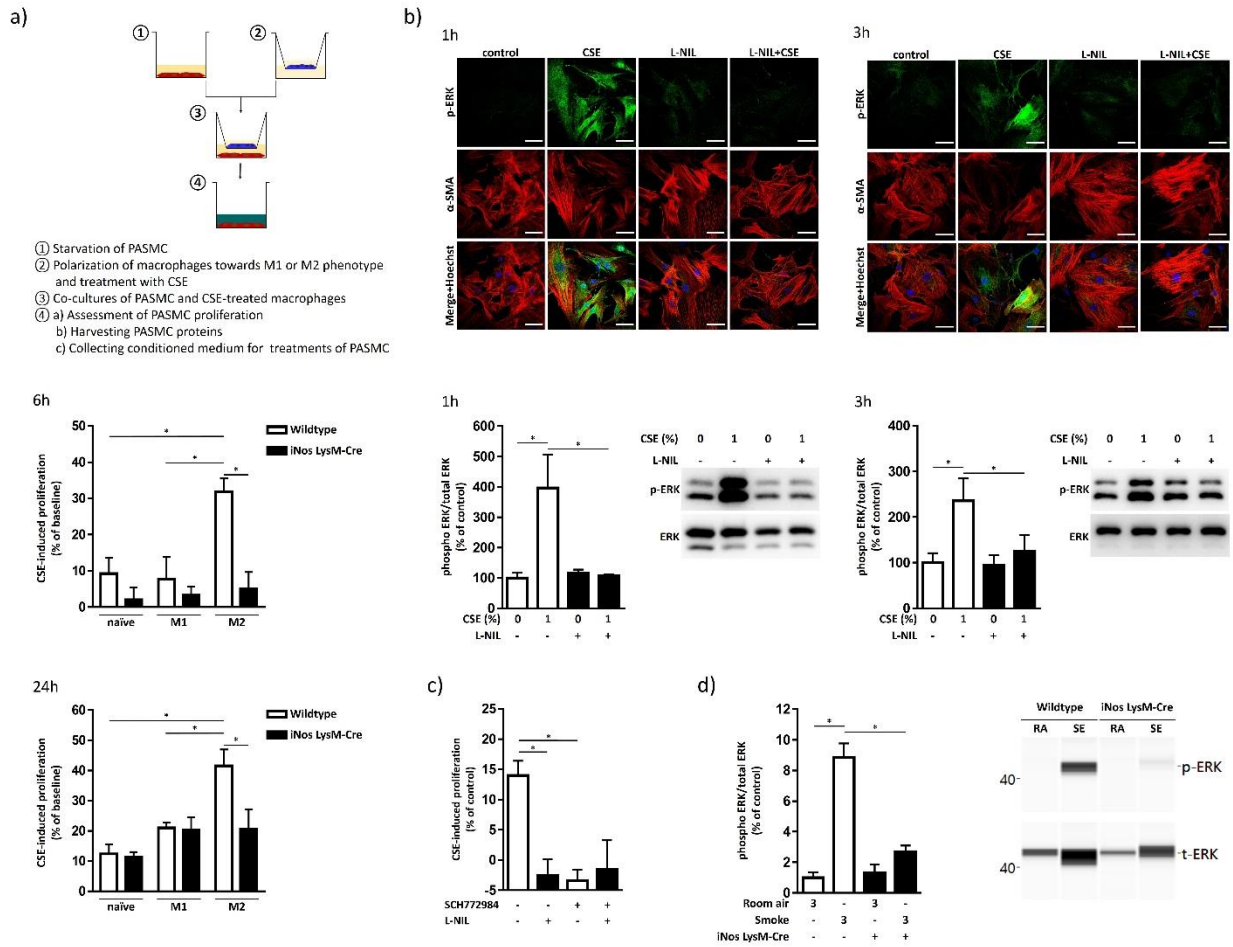 a)
① ②
③
④
① Starvation of PASMC
② Polarization of macrophages towards M1 or M2 phenotype
and treatment with CSE
③ Co-cultures of PASMC and CSE-treated macrophages
④ a) Assessment of PASMC proliferation
b) Harvesting PASMC proteins
c) Collecting conditioned medium for treatments of PASMC
b)
1h
control CSE L-NIL L-NIL+CSE
p-ERK
α-SMA
Merge+Hoechst
3h
control CSE L-NIL L-NIL+CSE
p-ERK
α-SMA
Merge+Hoechst
6h
CSE-induced proliferation
(% of baseline)
50
40
30
20
10
0
* * *
naïve M1 M2
Wildtype
iNos LysM-Cre
1h
phospho ERK/total ERK
(% of control)
600
500
400
300
200
100
0
* *
CSE (%) 0 1 0 1
L-NIL - - + +
CSE (%) 0 1 0 1
L-NIL - - + +
p-ERK
ERK
3h
phospho ERK/total ERK
(% of control)
400
300
200
100
0
* *
CSE (%) 0 1 0 1
L-NIL - - + +
CSE (%) 0 1 0 1
L-NIL - - + +
p-ERK
ERK
24h
CSE-induced proliferation
(% of baseline)
60
50
40
30
20
10
0
* * *
naïve M1 M2
Wildtype
iNos LysM-Cre
c)
CSE-induced proliferation
(% of control)
25
20
15
10
5
0
-5
* *
SCH772984 - - + +
L-NIL - + - +
d)
phospho ERK/total ERK
(% of control)
12
10
8
6
4
2
0
* *
Room air 3 - 3 -
Smoke - 3 - 3
iNos LysM-Cre - - + +
Wildtype iNos LysM-Cre
RA SE RA SE
40- -p-ERK
40- -t-ERK